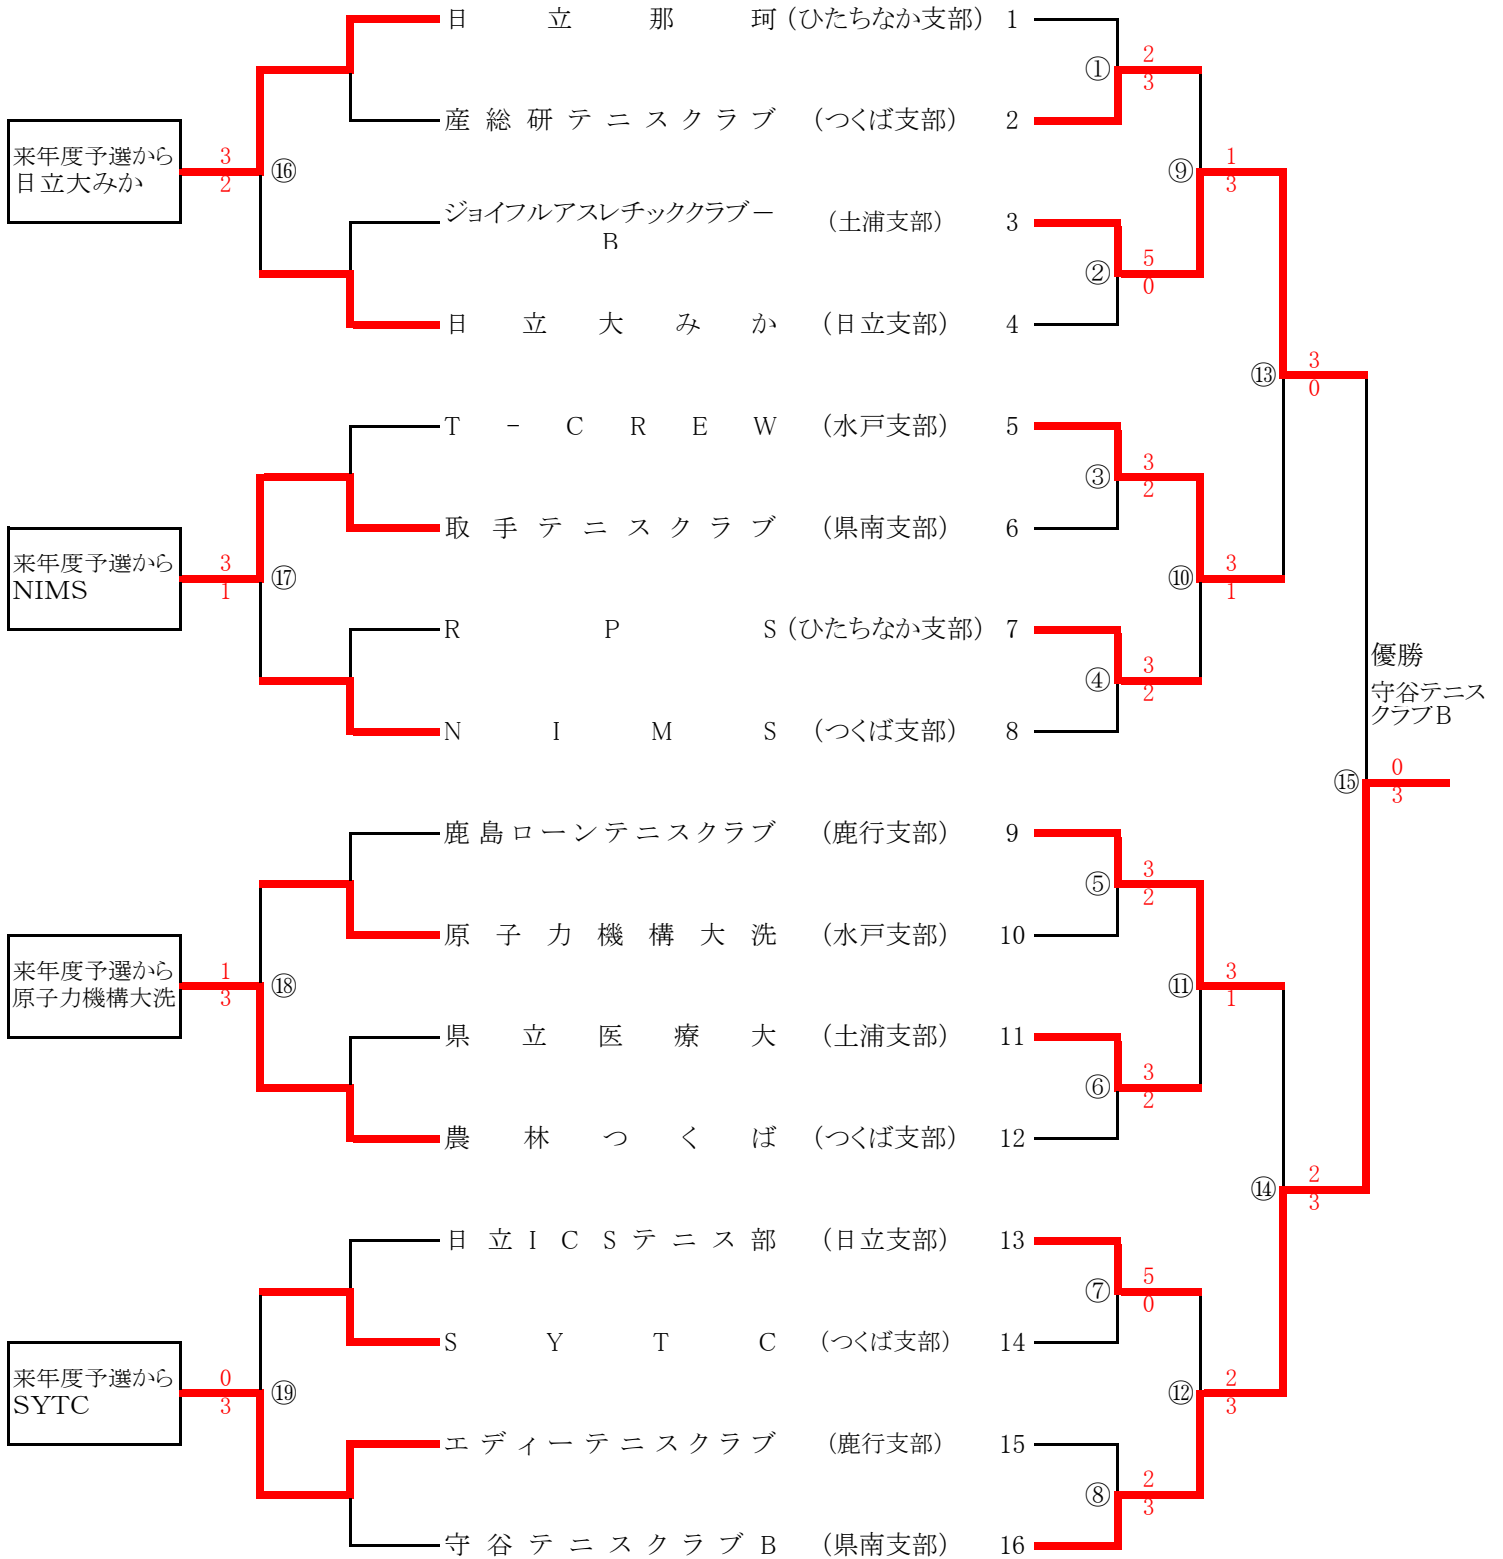 日立那珂 (ひたちなか支部) 1
① 2
3
産総研テニスクラブ (つくば支部) 2
来年度予選から
日立大みか
3
2
⑯
⑨ 1
3
ジョイフルアスレチッククラブ－
B
(土浦支部) 3
② 5
0
日立大みか (日立支部) 4
⑬ 3
0
T-CREW (水戸支部) 5
③ 3
2
取手テニスクラブ (県南支部) 6
来年度予選から
NIMS
3
1
⑰
⑩ 3
1
RPS (ひたちなか支部) 7
④ 3
2
NIMS (つくば支部) 8
優勝
守谷テニス
クラブB
⑮ 0
3
鹿島ローンテニスクラブ (鹿行支部) 9
⑤ 3
2
原子力機構大洗 (水戸支部) 10
来年度予選から
原子力機構大洗
1
3
⑱
⑪ 3
1
県立医療大 (土浦支部) 11
⑥ 3
2
農林つくば (つくば支部) 12
⑭ 2
3
日立ICSテニス部 (日立支部) 13
⑦ 5
0
SYTC (つくば支部) 14
来年度予選から
SYTC
0
3
⑲
⑫ 2
3
エディーテニスクラブ (鹿行支部) 15
⑧ 2
3
守谷テニスクラブB (県南支部) 16